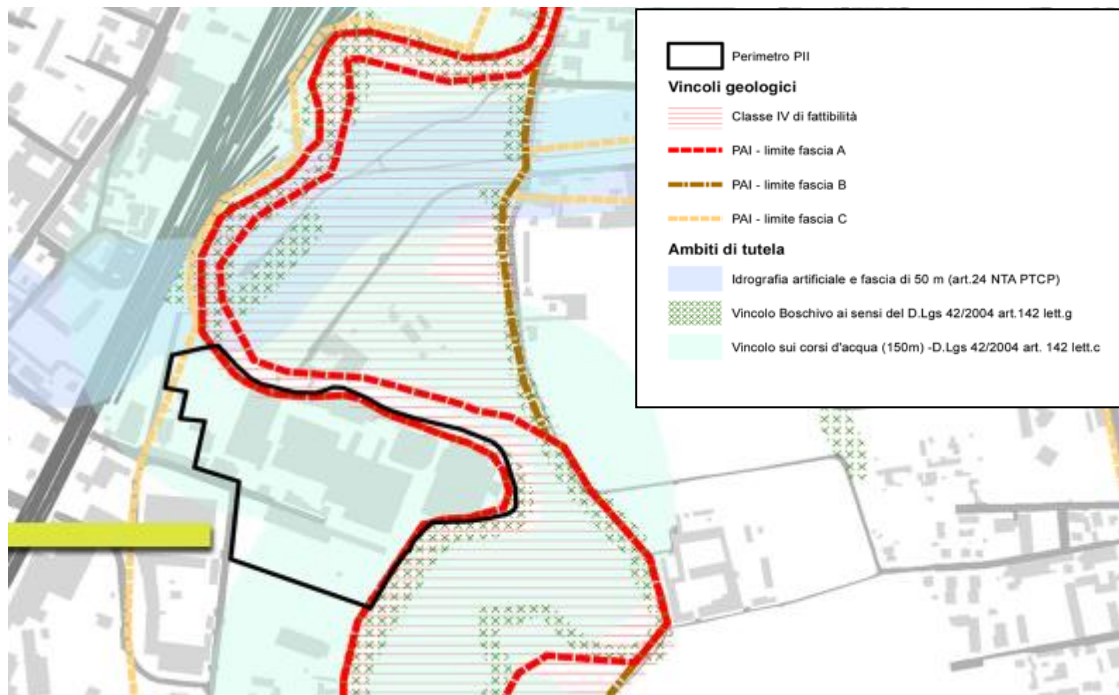 Perimetro PII
Vincoli geologici
Classe IV di fattibilità
PAI - limite fascia A
PAI - limite fascia B
PAI - limite fascia C
Ambiti di tutela
Idrografia artificiale e fascia di 50 m (art.24 NTA PTCP)
Vincolo Boschivo ai sensi del D.Lgs 42/2004 art.142 lett.g
Vincolo sui corsi d'acqua (150m) -D.Lgs 42/2004 art. 142 lett.c